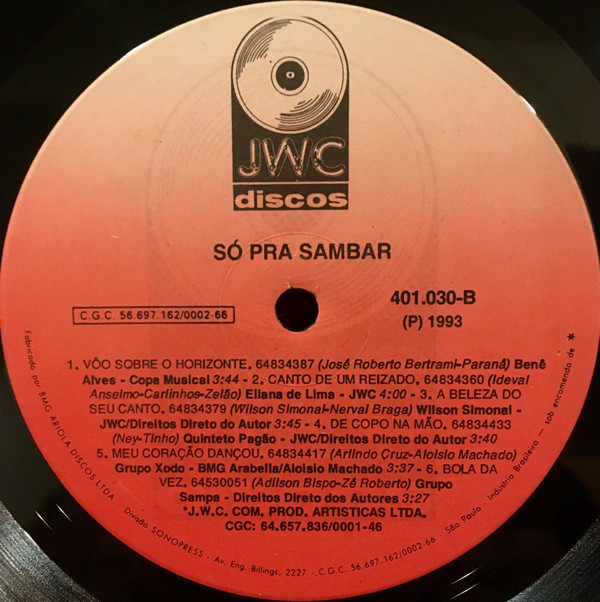 JWC
discos
SÓ PRA SAMBAR
401.030-B
C.G.C. 56.697.162/0002-66
(P) 1993
1. VÔO SOBRE O HORIZONTE. 64834387 (José Roberto Bertrami-Paraná) Benê
Alves - Copa Musical 3:44 - 2. CANTO DE UM REIZADO. 64834360 (Ideval
Anselmo-Carlinhos-Zelão) Eliana de Lima - JWC 4:00 - 3. A BELEZA DO
SEU CANTO. 64834379 (Wilson Simonal-Nerval Braga) Wilson Simonal -
JWC/Direitos Direto do Autor 3:45 - 4. DE COPO NA MÃO. 64834433
(Ney-Tinho) Quinteto Pagão - JWC/Direitos Direto do Autor 3:40
5. MEU CORAÇÃO DANÇOU. 64834417 (Arlindo Cruz-Aloisio Machado)
Grupo Xodo - BMG Arabella/Aloisio Machado 3:37 - 6. BOLA DA
VEZ. 64530051 (Adilson Bispo-Zé Roberto) Grupo
Sampa - Direitos Direto dos Autores 3:27
*J.W.C. COM. PROD. ARTISTICAS LTDA.
CGC: 64.657.836/0001-46
Fabricado por BMG ARIOLA DISCOS LTDA. Divisão SONOPRESS - Av. Eng. Billings, 2227 - C.G.C. 56.697.162/0002-66 - São Paulo - Indústria Brasileira - sob encomenda de *